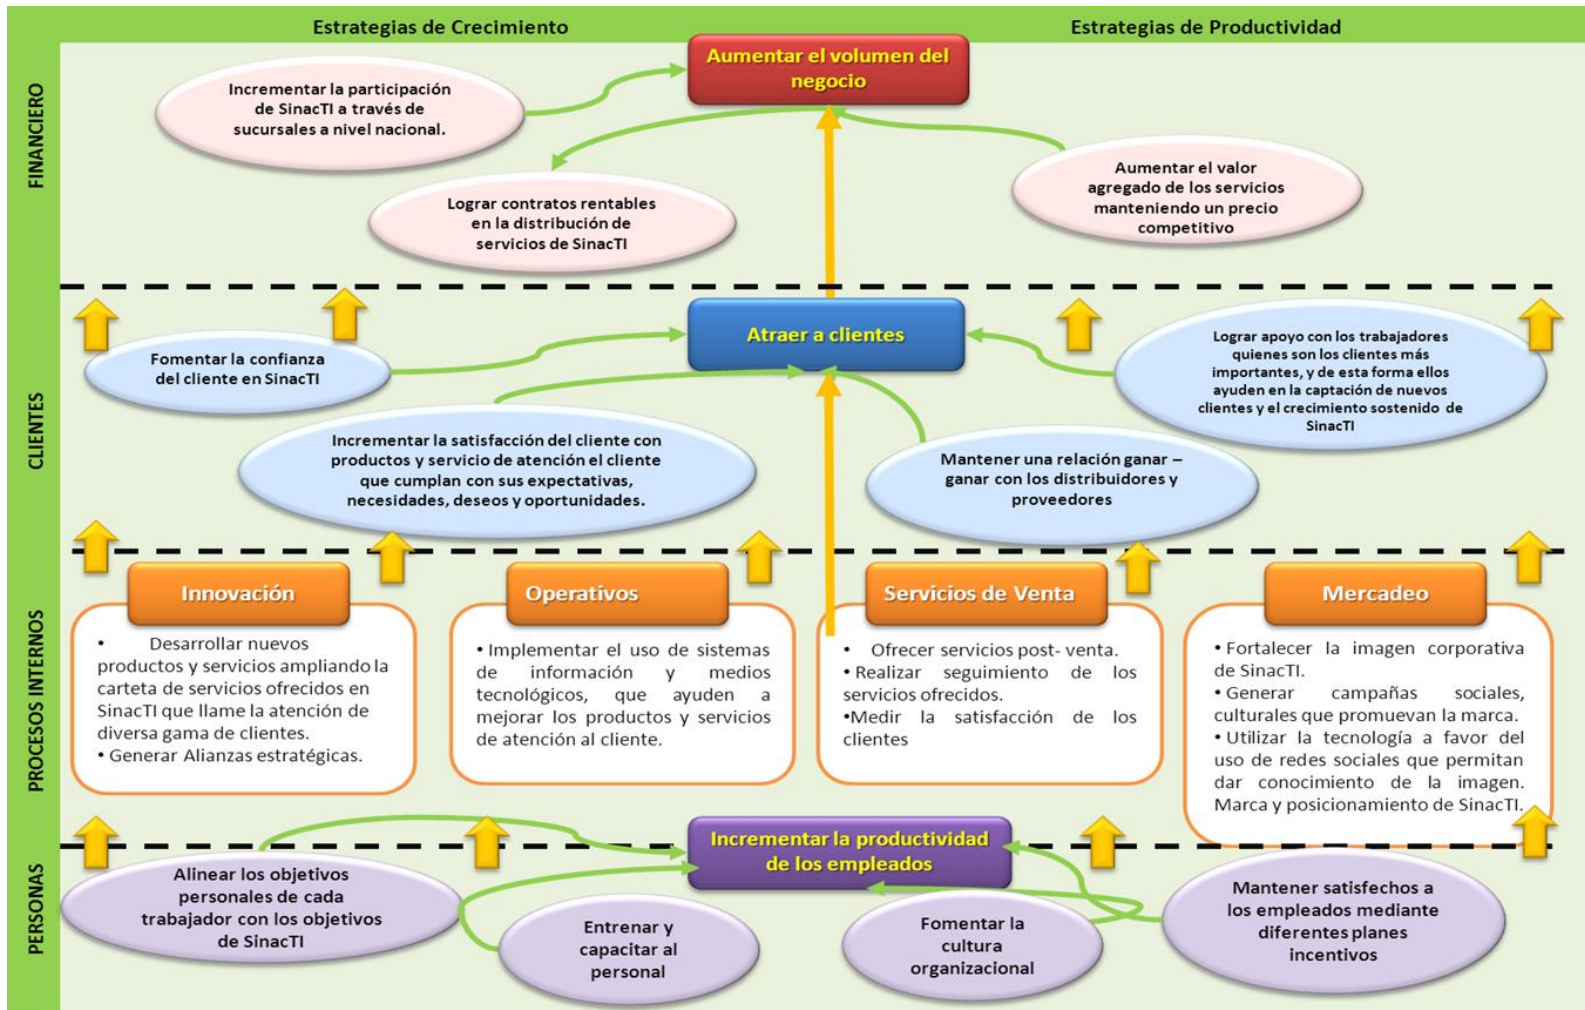 Estrategias de Crecimiento
Estrategias de Productividad
FINANCIERO
Aumentar el volumen del
negocio
Incrementar la participación
de SinacTI a través de
sucursales a nivel nacional.
Lograr contratos rentables
en la distribución de
servicios de SinacTI
Aumentar el valor
agregado de los servicios
manteniendo un precio
competitivo
CLIENTES
Atraer a clientes
Fomentar la confianza
del cliente en SinacTI
Incrementar la satisfacción del cliente con
productos y servicio de atención el cliente
que cumplan con sus expectativas,
necesidades, deseos y oportunidades.
Mantener una relación ganar –
ganar con los distribuidores y
proveedores
Lograr apoyo con los trabajadores
quienes son los clientes más
importantes, y de esta forma ellos
ayuden en la captación de nuevos
clientes y el crecimiento sostenido de
SinacTI
PROCESOS INTERNOS
Innovación
• Desarrollar nuevos
productos y servicios ampliando la
carteta de servicios ofrecidos en
SinacTI que llame la atención de
diversa gama de clientes.
• Generar Alianzas estratégicas.
Operativos
• Implementar el uso de sistemas
de información y medios
tecnológicos, que ayuden a
mejorar los productos y servicios
de atención al cliente.
Servicios de Venta
• Ofrecer servicios post- venta.
• Realizar seguimiento de los
servicios ofrecidos.
•Medir la satisfacción de los
clientes
Mercadeo
• Fortalecer la imagen corporativa
de SinacTI.
• Generar campañas sociales,
culturales que promuevan la marca.
• Utilizar la tecnología a favor del
uso de redes sociales que permitan
dar conocimiento de la imagen.
Marca y posicionamiento de SinacTI.
PERSONAS
Incrementar la productividad
de los empleados
Alinear los objetivos
personales de cada
trabajador con los objetivos
de SinacTI
Entrenar y
capacitar al
personal
Fomentar la
cultura
organizacional
Mantener satisfechos a
los empleados mediante
diferentes planes
incentivos